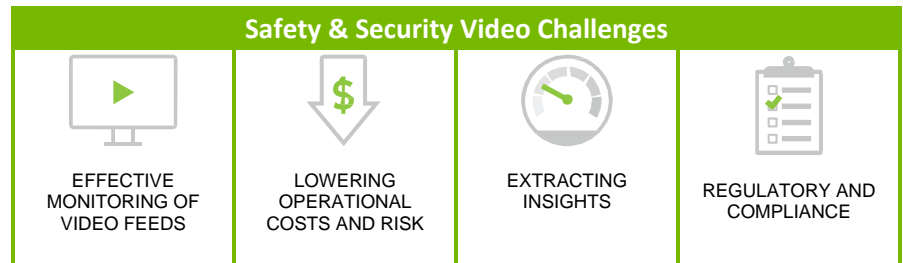 Safety & Security Video Challenges
$
EFFECTIVE
MONITORING OF
VIDEO FEEDS
LOWERING
OPERATIONAL
COSTS AND RISK
EXTRACTING
INSIGHTS
REGULATORY AND
COMPLIANCE